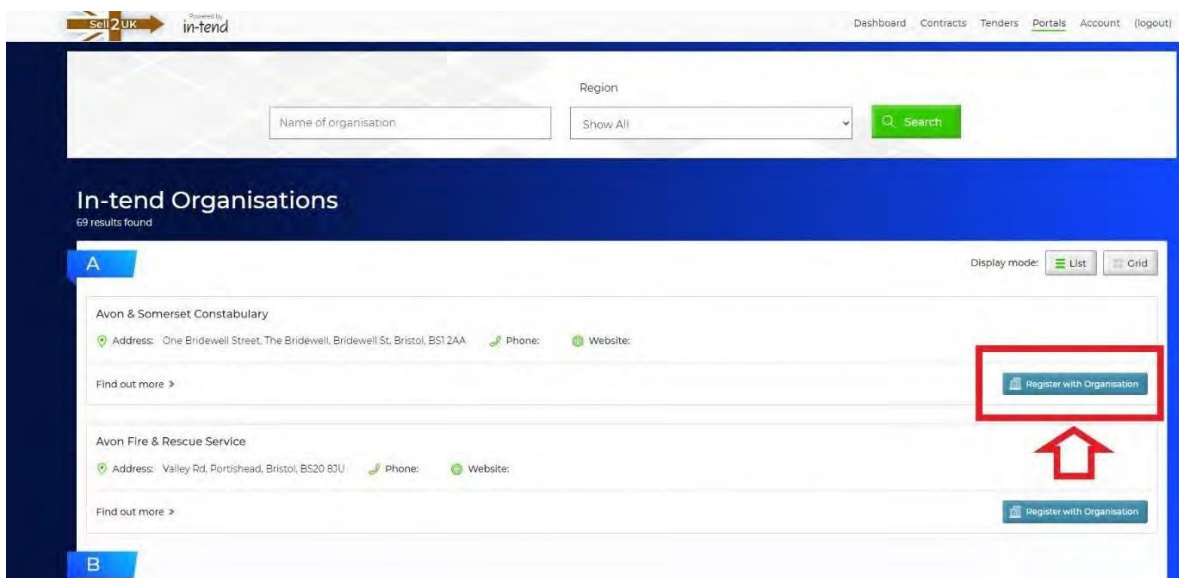 Sell2UK
Powered by
in-tend
Dashboard Contracts Tenders Portals Account (logout)
Region
Name of organisation
Show All
Search
In-tend Organisations
69 results found
A
Display mode: List Grid
Avon & Somerset Constabulary
Address: One Bridewell Street, The Bridewell, Bridewell St, Bristol, BS1 2AA Phone: Website:
Find out more >
Register with Organisation
Avon Fire & Rescue Service
Address: Valley Rd, Portishead, Bristol, BS20 8JU Phone: Website:
Find out more >
Register with Organisation
B